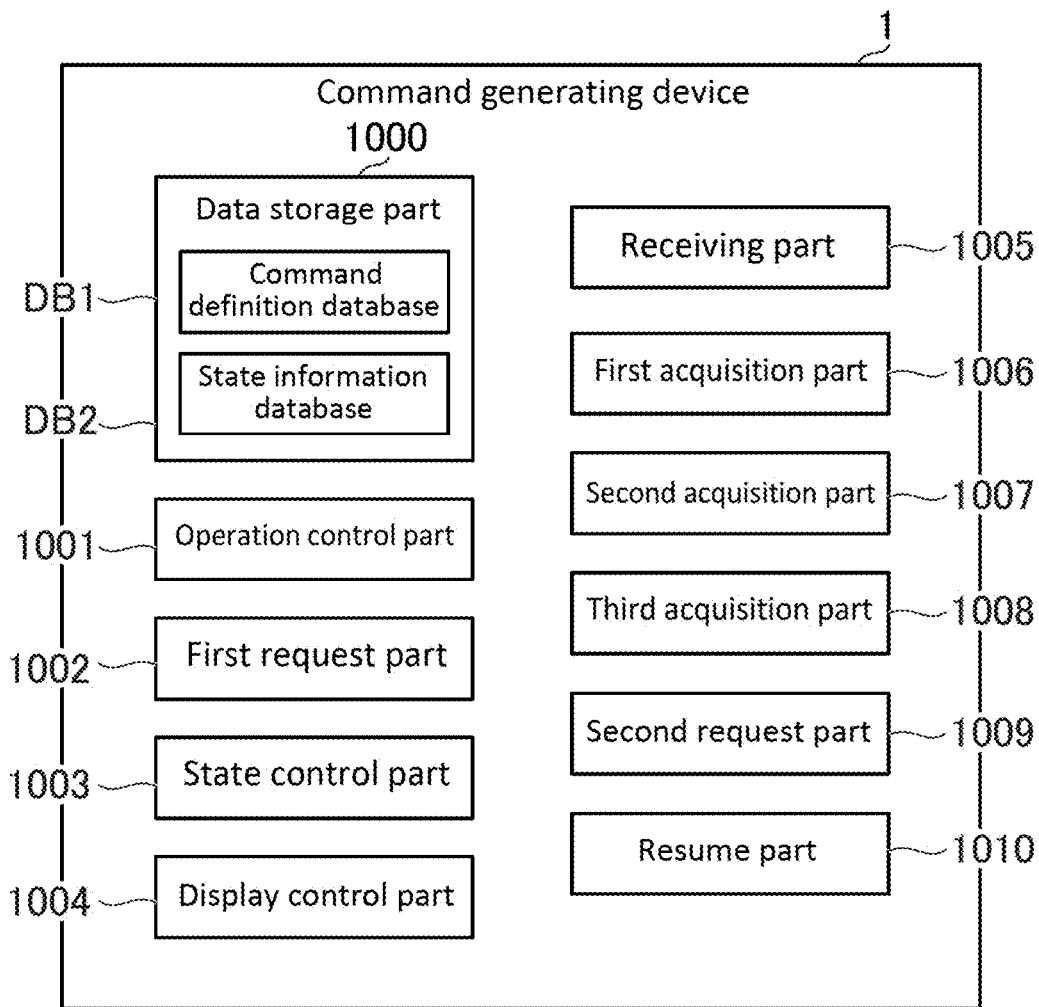 1
Command generating device
1000
Data storage part
Command
definition database
DB1
State information
database
DB2
Operation control part
1001
First request part
1002
State control part
1003
Display control part
1004
Receiving part
1005
First acquisition part
1006
Second acquisition part
1007
Third acquisition part
1008
Second request part
1009
Resume part
1010